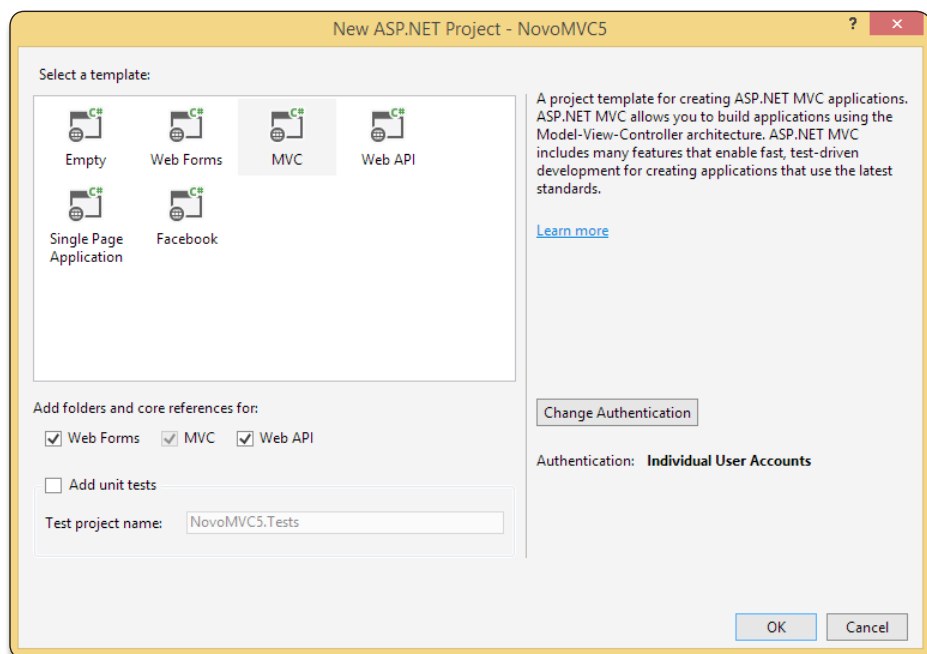 New ASP.NET Project - NovoMVC5
?
Select a template:
C# C# C# C#
Empty Web Forms MVC Web API
C# C#
Single Page Application
Facebook
A project template for creating ASP.NET MVC applications.
ASP.NET MVC allows you to build applications using the
Model-View-Controller architecture. ASP.NET MVC
includes many features that enable fast, test-driven
development for creating applications that use the latest
standards.
Learn more
Add folders and core references for:
Web Forms MVC Web API
Add unit tests
Test project name: NovoMVC5.Tests
Change Authentication
Authentication: Individual User Accounts
OK Cancel